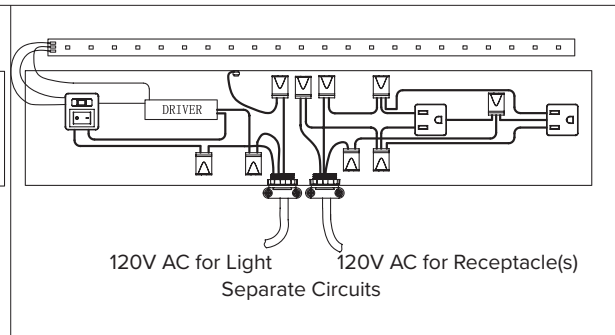 DRIVER
120V AC for Light 120V AC for Receptacle(s)
Separate Circuits